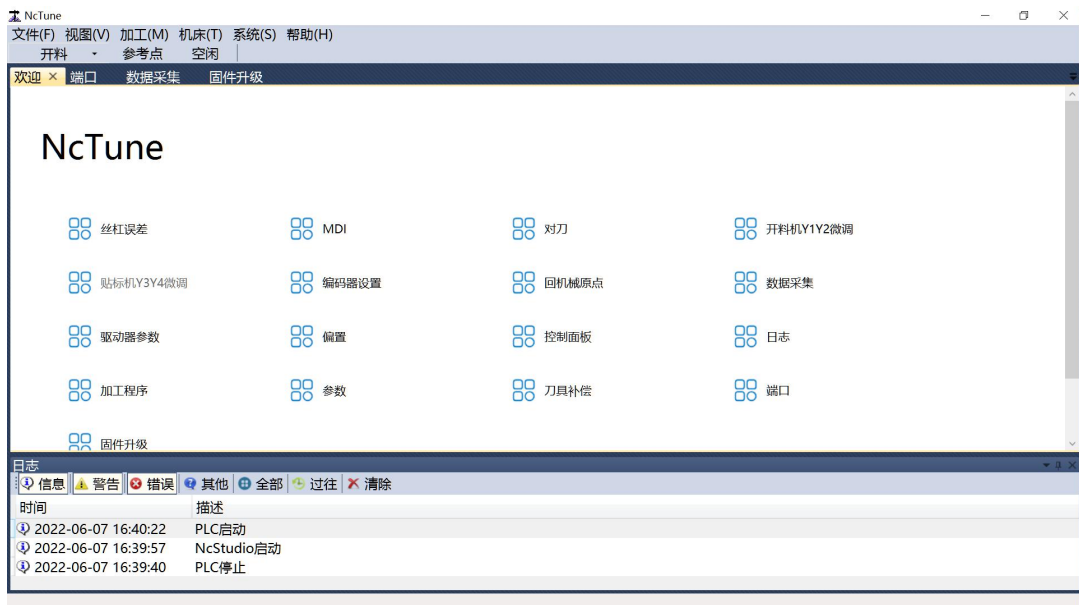 NcTune
文件(F) 视图(V) 加工(M) 机床(T) 系统(S) 帮助(H)
开料 参考点 空闲
欢迎 端口 数据采集 固件升级
NcTune
丝杠误差 MDI 对刀 开料机Y1Y2微调
贴标机Y3Y4微调 编码器设置 回机械原点 数据采集
驱动器参数 偏置 控制面板 日志
加工程序 参数 刀具补偿 端口
固件升级
日志
信息 警告 错误 其他 全部 过往 清除
时间 描述
2022-06-07 16:40:22 PLC启动
2022-06-07 16:39:57 NcStudio启动
2022-06-07 16:39:40 PLC停止